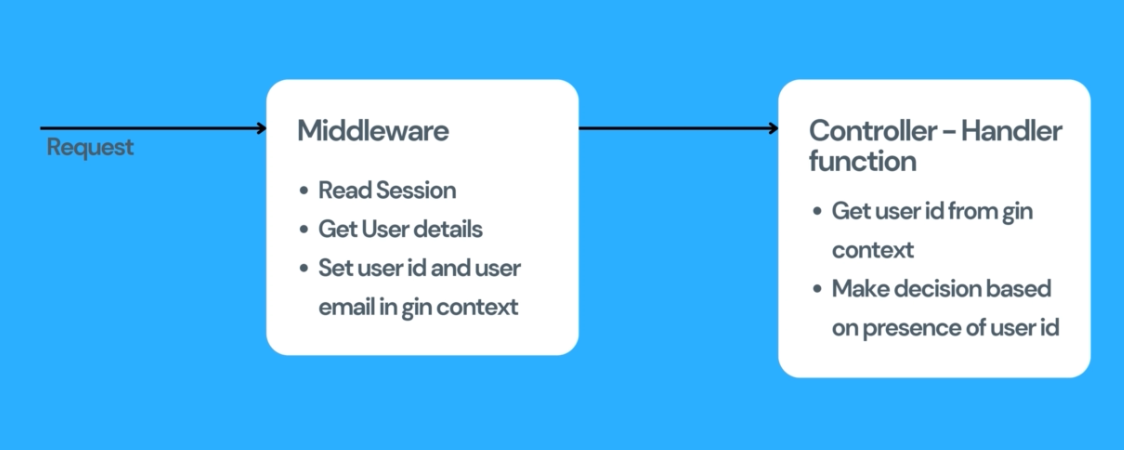 Request
Middleware
• Read Session
• Get User details
• Set user id and user
email in gin context
Controller - Handler
function
• Get user id from gin
context
• Make decision based
on presence of user id